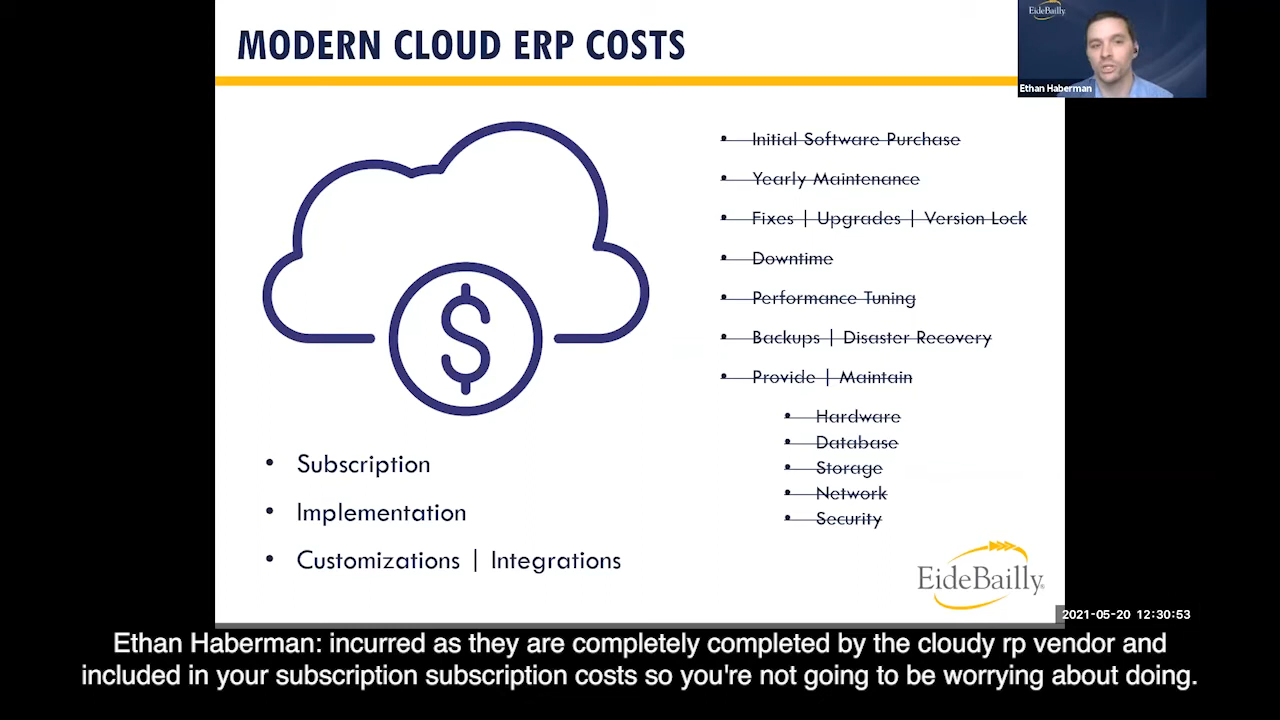 MODERN CLOUD ERP COSTS
EideBailly
Ethan Haberman
• Initial Software Purchase
• Yearly Maintenance
• Fixes | Upgrades | Version Lock
• Downtime
• Performance Tuning
• Backups | Disaster Recovery
• Provide | Maintain
• Hardware
• Database
• Storage
• Network
• Security
• Subscription
• Implementation
• Customizations | Integrations
EideBailly®
2021-05-20 12:30:53
Ethan Haberman: incurred as they are completely completed by the cloudy rp vendor and
included in your subscription subscription costs so you're not going to be worrying about doing.